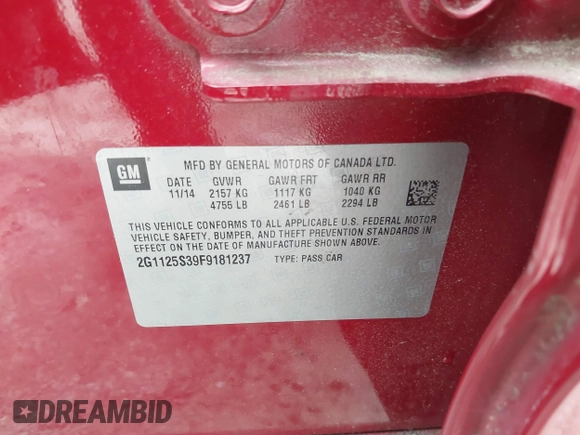 GM
MFD BY GENERAL MOTORS OF CANADA LTD.
DATE GVWR GAWR FRT GAWR RR
11/14 2157 KG 1117 KG 1040 KG
4755 LB 2461 LB 2294 LB
THIS VEHICLE CONFORMS TO ALL APPLICABLE U.S. FEDERAL MOTOR
VEHICLE SAFETY, BUMPER, AND THEFT PREVENTION STANDARDS IN
EFFECT ON THE DATE OF MANUFACTURE SHOWN ABOVE.
2G1125S39F9181237 TYPE: PASS CAR
DREAMBID